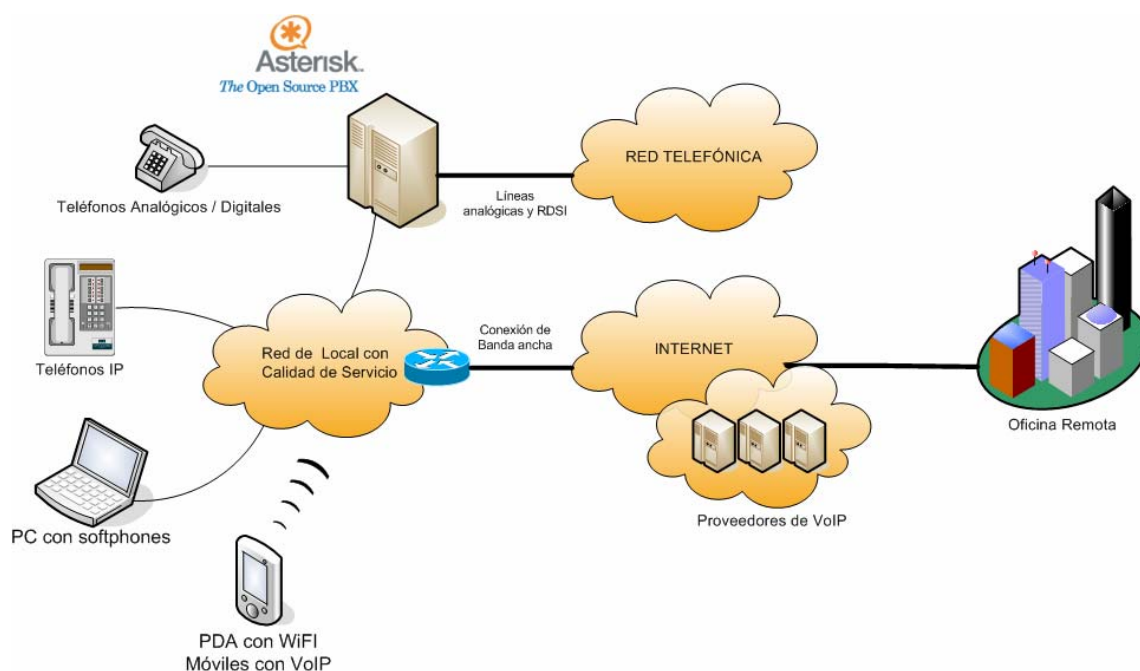 Asterisk™
The Open Source PBX
RED TELEFÓNICA
Líneas
analógicas y RDSI
Teléfonos Analógicos / Digitales
Conexión de
Banda ancha
INTERNET
Red de Local con
Calidad de Servicio
Teléfonos IP
Oficina Remota
Proveedores de VoIP
PC con softphones
PDA con WiFI
Móviles con VoIP